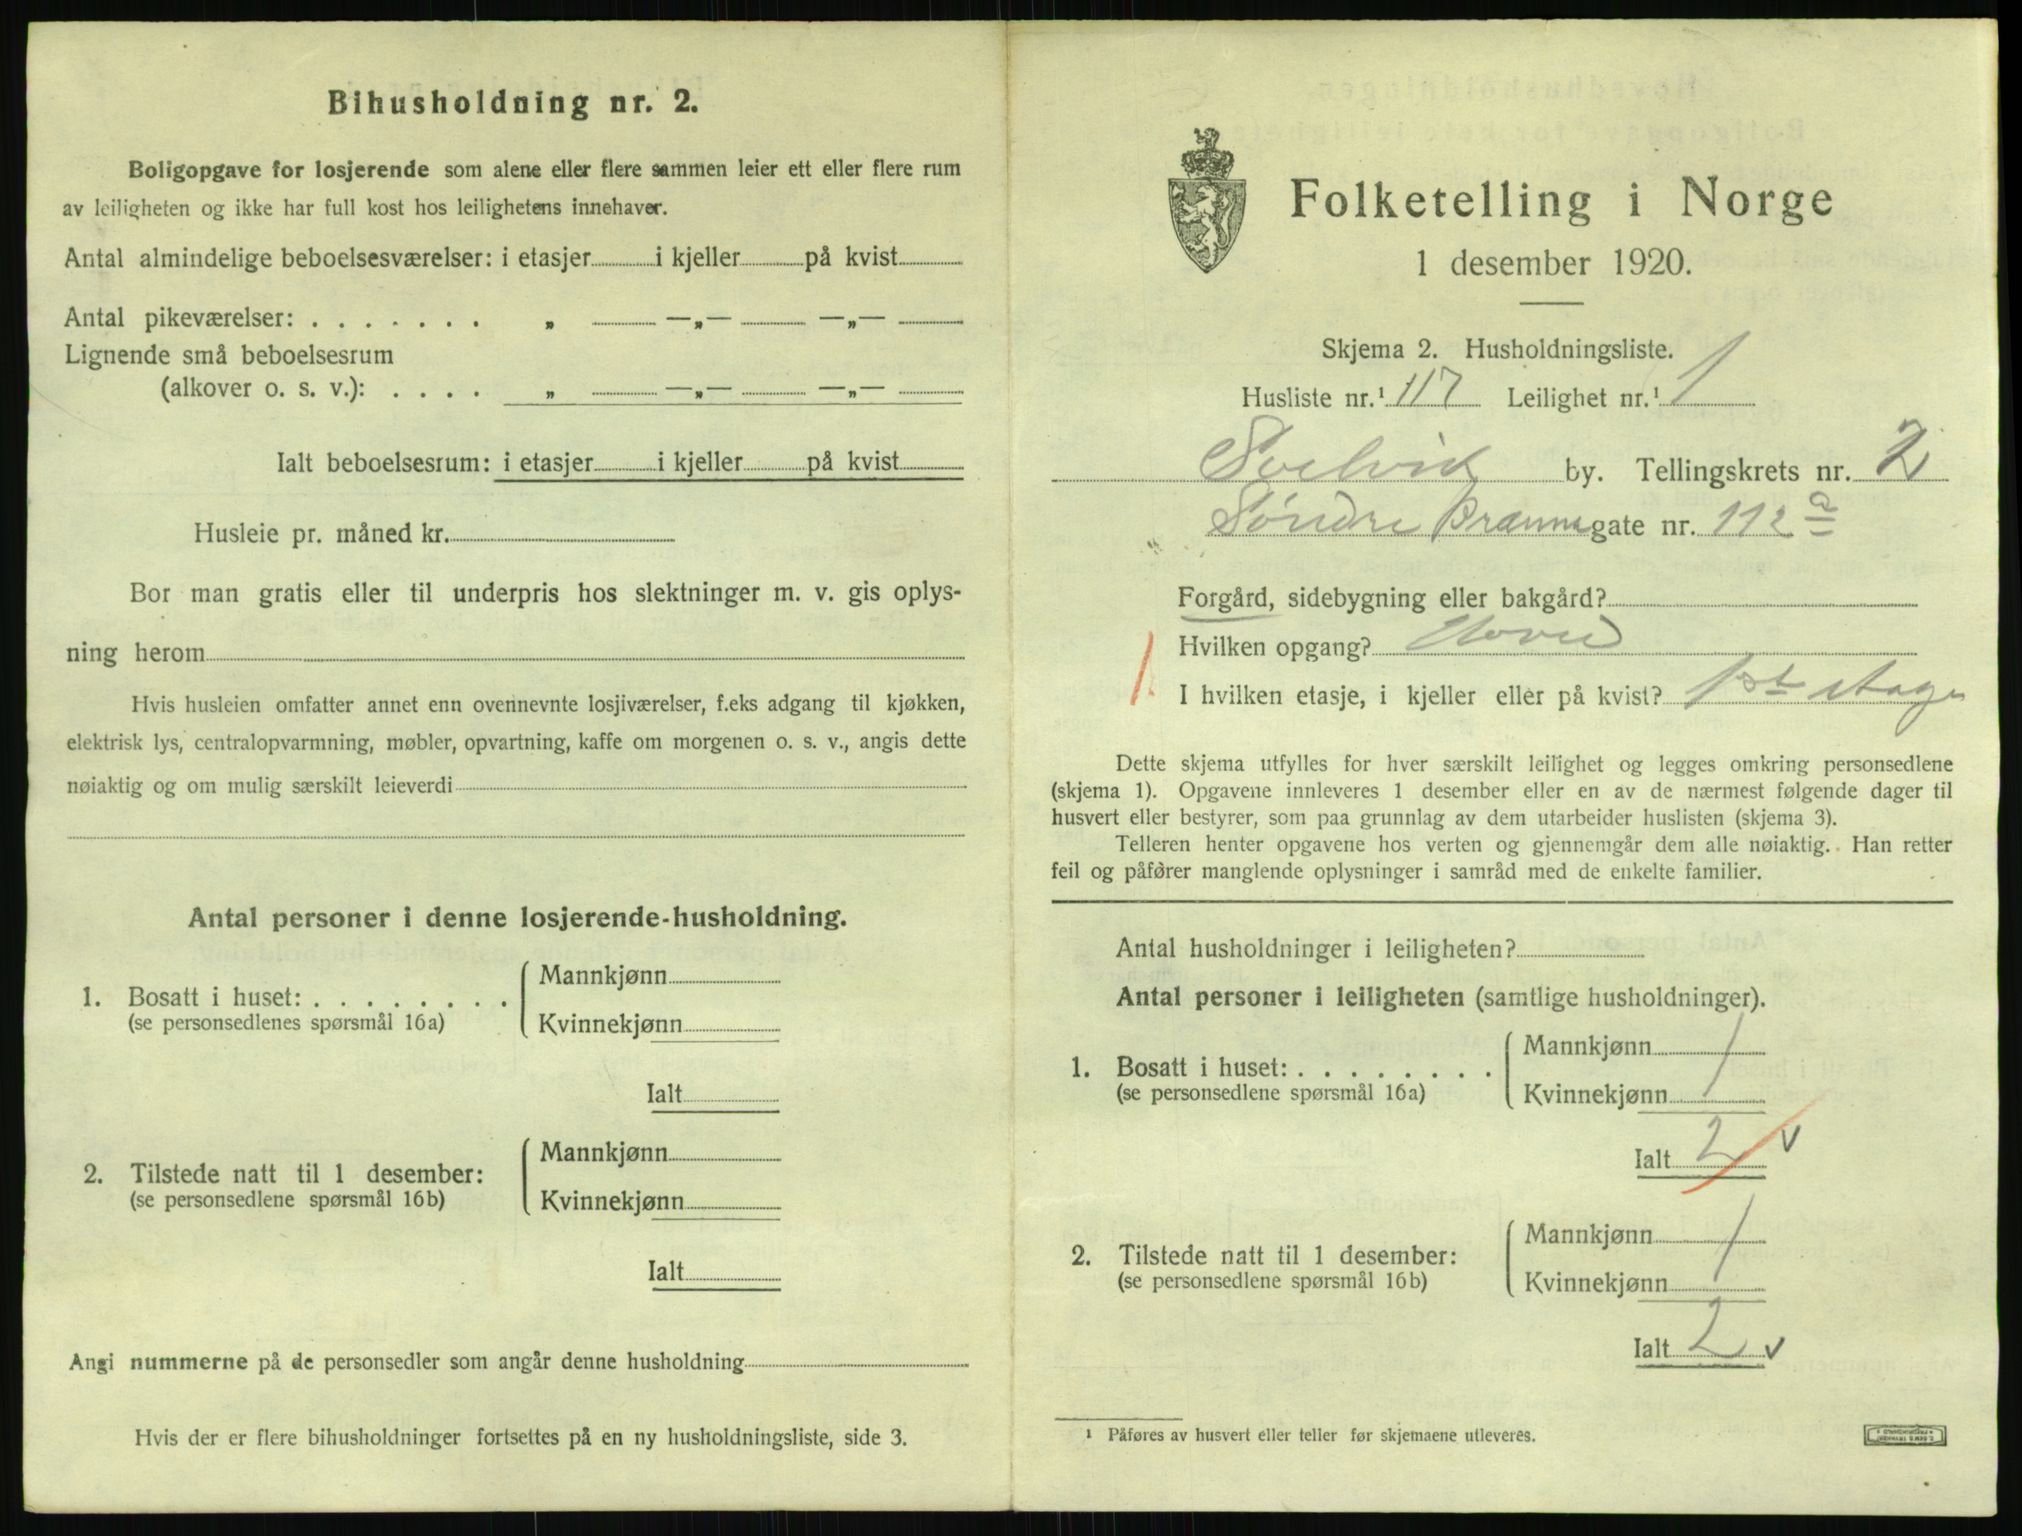 Bihusholdning nr. 2.
Boligopgave for losjerende som alene eller flere sammen leier ett eller flere rum
av leiligheten og ikke har full kost hos leilighetens innehaver.
Antal almindelige beboelsesværelser: i etasjer i kjeller på kvist
Antal pikeværelser: . . . . . . . „ —„— —„—
Lignende små beboelsesrum
(alkover o. s. v.): . . . . „ —„— —„—
Ialt beboelsesrum: i etasjer i kjeller på kvist
Husleie pr. måned kr.
Bor man gratis eller til underpris hos slektninger m. v. gis oplys-
ning herom
Hvis husleien omfatter annet enn ovennevnte losjiværelser, f.eks adgang til kjøkken,
elektrisk lys, centralopvarmning, møbler, opvartning, kaffe om morgenen o. s. v., angis dette
nøiaktig og om mulig særskilt leieverdi
Antal personer i denne losjerende-husholdning.
1. Bosatt i huset: . . . . . . . . Mannkjønn
(se personsedlenes spørsmål 16a) Kvinnekjønn
Ialt
2. Tilstede natt til 1 desember: Mannkjønn
(se personsedlene spørsmål 16b) Kvinnekjønn
Ialt
Angi nummerne på de personsedler som angår denne husholdning
Hvis der er flere bihusholdninger fortsettes på en ny husholdningsliste, side 3.
Folketelling i Norge
1 desember 1920.
Skjema 2. Husholdningsliste.
Husliste nr.¹ 117 Leilighet nr.¹ 1
Svelvik by. Tellingskrets nr. 2
Søndre gate nr. 112 a
Forgård, sidebygning eller bakgård?
Hvilken opgang? Hoved
1. I hvilken etasje, i kjeller eller på kvist? 1st etage
Dette skjema utfylles for hver særskilt leilighet og legges omkring personsedlene
(skjema 1). Opgavene innleveres 1 desember eller en av de nærmest følgende dager til
husvert eller bestyrer, som paa grunnlag av dem utarbeider huslisten (skjema 3).
Telleren henter opgavene hos verten og gjennemgår dem alle nøiaktig. Han retter
feil og påfører manglende oplysninger i samråd med de enkelte familier.
Antal husholdninger i leiligheten?
Antal personer i leiligheten (samtlige husholdninger).
1. Bosatt i huset: . . . . . . . . Mannkjønn 1
(se personsedlene spørsmål 16a) Kvinnekjønn 1
Ialt 2 v
2. Tilstede natt til 1 desember: Mannkjønn 1
(se personsedlene spørsmål 16b) Kvinnekjønn 1
Ialt 2 v
¹ Påføres av husvert eller teller før skjemaene utleveres.